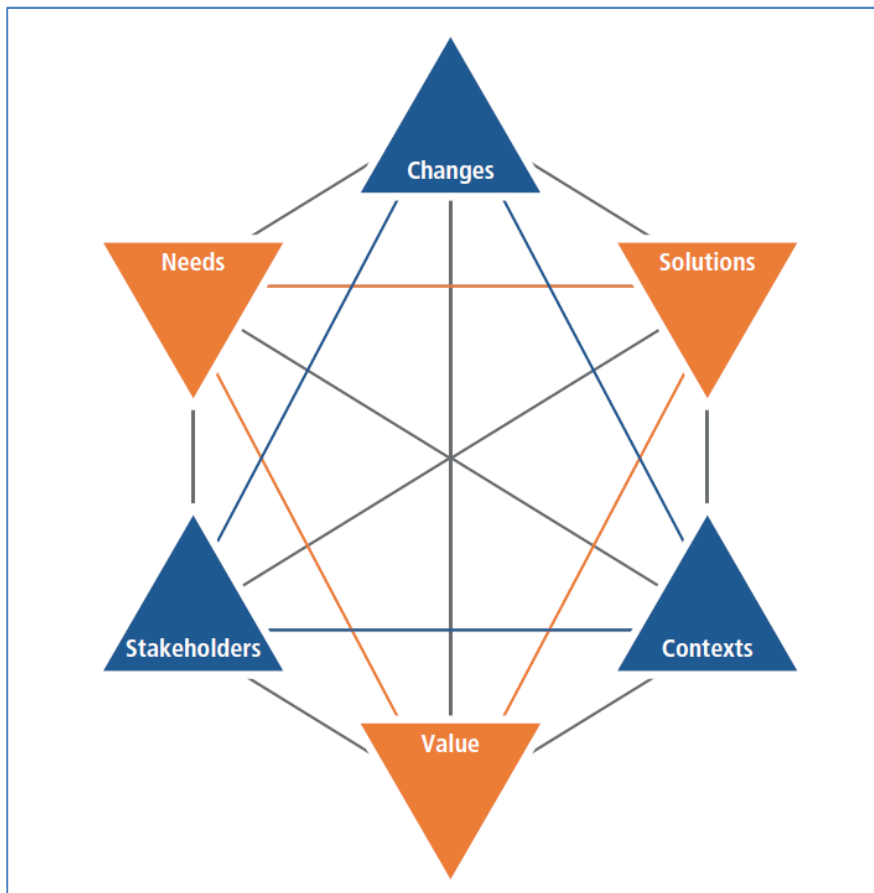 Changes
Needs
Solutions
Stakeholders
Contexts
Value